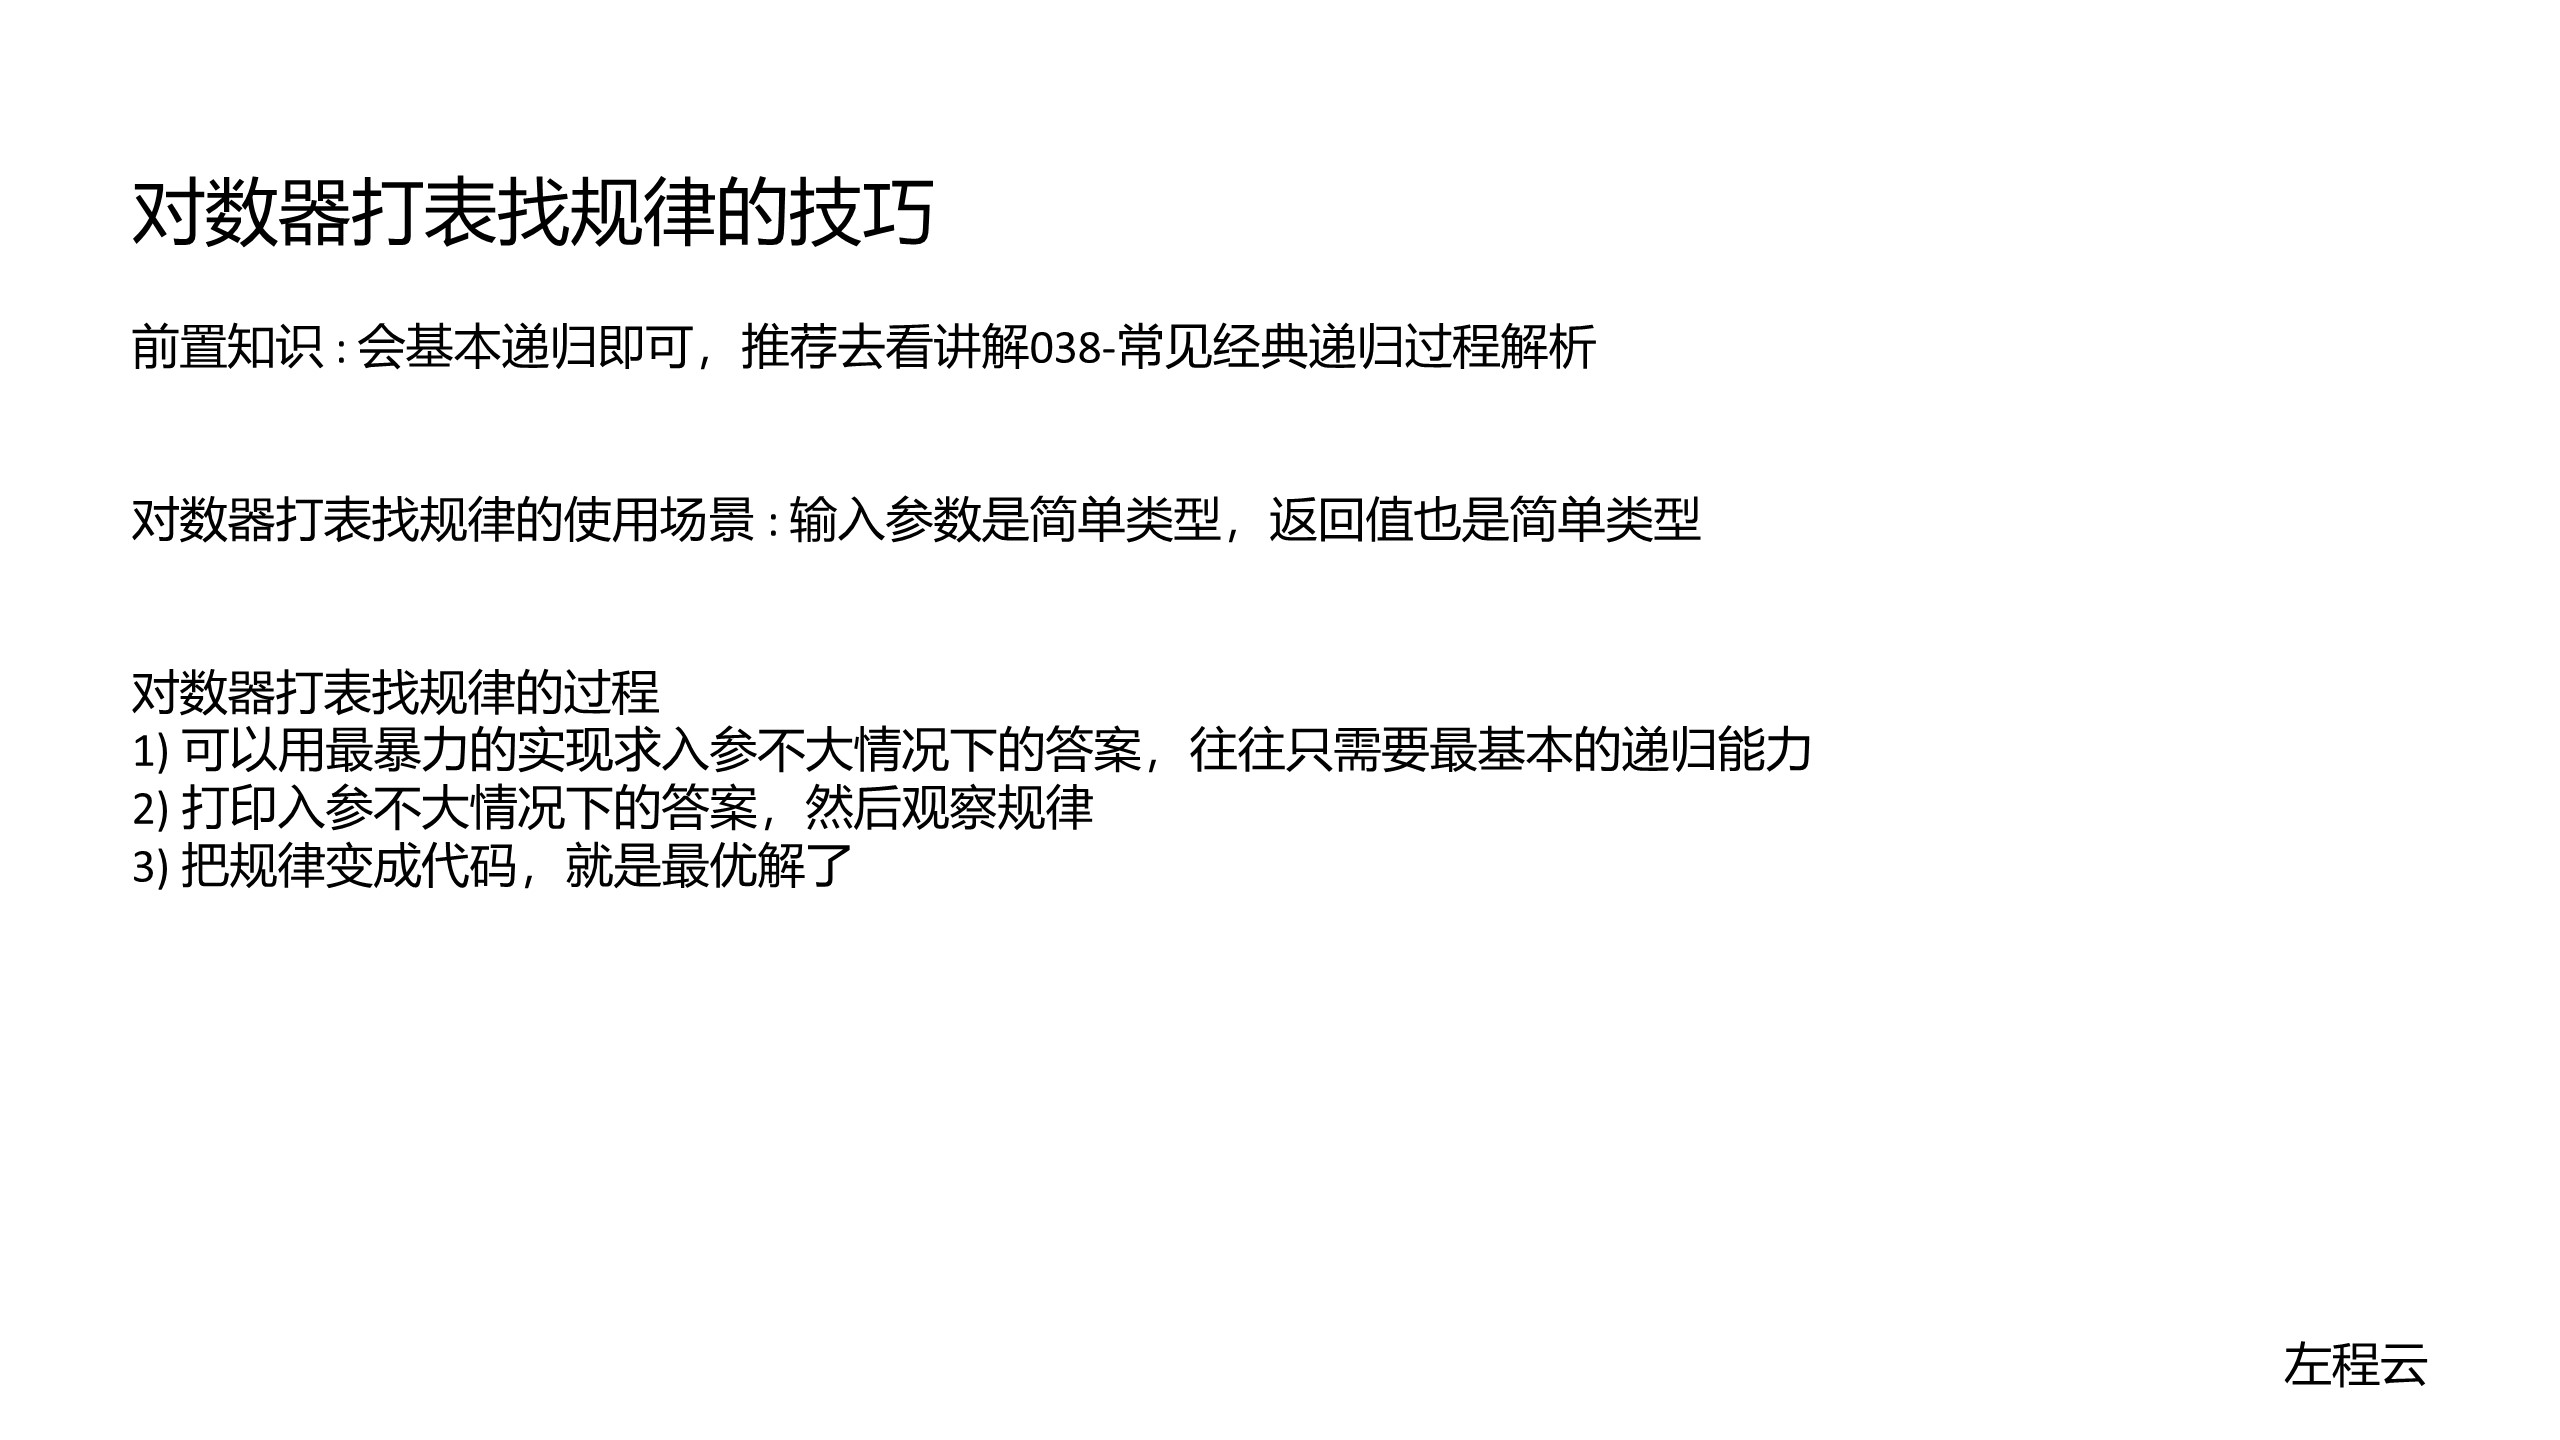 对数器打表找规律的技巧
前置知识 : 会基本递归即可，推荐去看讲解038-常见经典递归过程解析
对数器打表找规律的使用场景 : 输入参数是简单类型，返回值也是简单类型
对数器打表找规律的过程
1) 可以用最暴力的实现求入参不大情况下的答案，往往只需要最基本的递归能力
2) 打印入参不大情况下的答案，然后观察规律
3) 把规律变成代码，就是最优解了
左程云